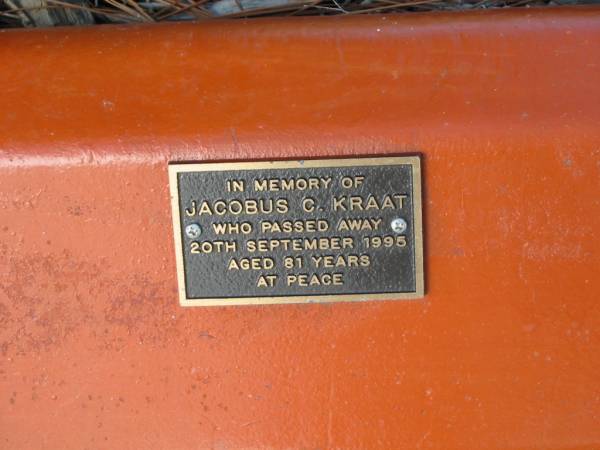 IN MEMORY OF
JACOBUS C. KRAAT
WHO PASSED AWAY
20TH SEPTEMBER 1995
AGED 81 YEARS
AT PEACE